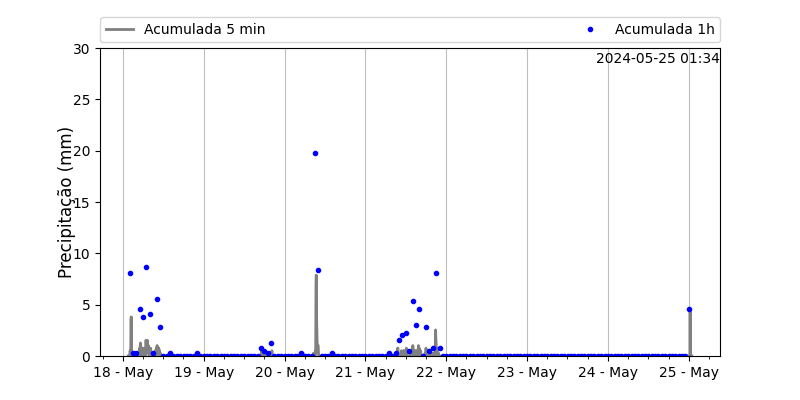 Acumulada 5 min Acumulada 1h
2024-05-25 01:34
Precipitação (mm)
30
25
20
15
10
5
0
18 - May 19 - May 20 - May 21 - May 22 - May 23 - May 24 - May 25 - May